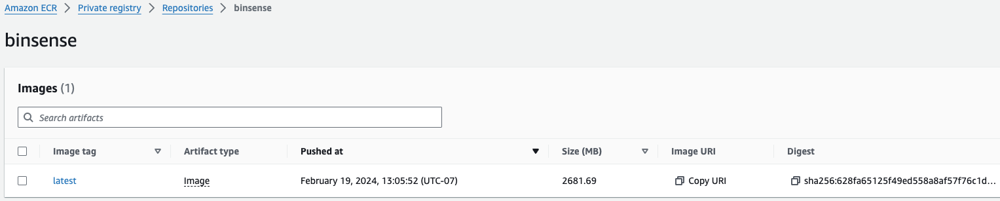 Amazon ECR > Private registry > Repositories > binsense
binsense
Images (1)
Search artifacts
Image tag Artifact type Pushed at Size (MB) Image URI Digest
latest Image February 19, 2024, 13:05:52 (UTC-07) 2681.69 Copy URI sha256:628fa65125f49ed558a8af57f76c1d...